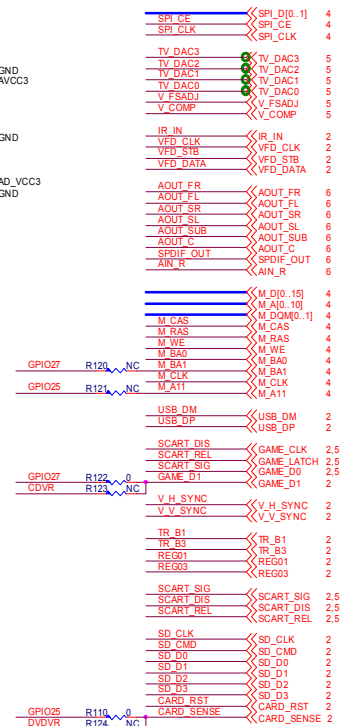 SPI_D[0..1] 4
SPI_CE SPI_CE 4
SPI_CLK SPI_CLK 4
TV_DAC3 TV_DAC3 5
GND TV_DAC2 TV_DAC2 5
AVCC3 TV_DAC1 TV_DAC1 5
TV_DAC0 TV_DAC0 5
V_FSADJ V_FSADJ 5
V_COMP V_COMP 5
GND IR_IN IR_IN 2
VFD_CLK VFD_CLK 2
VFD_STB VFD_STB 2
VFD_DATA VFD_DATA 2
AD_VCC3
GND AOUT_FR AOUT_FR 6
AOUT_FL AOUT_FL 6
AOUT_SR AOUT_SR 6
AOUT_SL AOUT_SL 6
AOUT_SUB AOUT_SUB 6
AOUT_C AOUT_C 6
SPDIF_OUT SPDIF_OUT 6
AIN_R AIN_R 6
M_D[0..15] 4
M_A[0..10] 4
M_DQM[0..1] 4
M_CAS M_CAS 4
M_RAS M_RAS 4
M_WE M_WE 4
M_BA0 M_BA0 4
GPIO27 R120 NC M_BA1 M_BA1 4
M_CLK M_CLK 4
GPIO25 R121 NC M_A11 M_A11 4
USB_DM USB_DM 2
USB_DP USB_DP 2
SCART_DIS GAME_CLK 2,5
SCART_REL GAME_LATCH 2,5
SCART_SIG GAME_D0 2,5
GPIO27 R122 0 GAME_D1 GAME_D1 2
CDVR R123 NC
V_H_SYNC V_H_SYNC 2
V_V_SYNC V_V_SYNC 2
TR_B1 TR_B1 2
TR_B3 TR_B3 2
REG01 REG01 2
REG03 REG03 2
SCART_SIG SCART_SIG 2,5
SCART_DIS SCART_DIS 2,5
SCART_REL SCART_REL 2,5
SD_CLK SD_CLK 2
SD_CMD SD_CMD 2
SD_D0 SD_D0 2
SD_D1 SD_D1 2
SD_D2 SD_D2 2
SD_D3 SD_D3 2
CARD_RST CARD_RST 2
GPIO25 R110 0 CARD_SENSE CARD_SENSE 2
DVDVR R124 NC